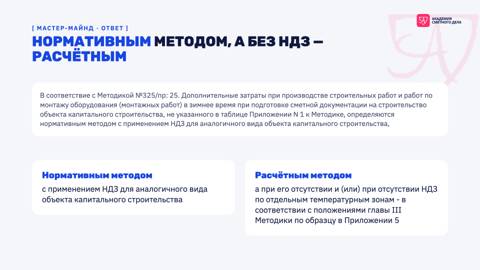 [ МАСТЕР-МАЙНД - ОТВЕТ ]
АКАДЕМИЯ
СМЕТНОГО ДЕЛА
НОРМАТИВНЫМ МЕТОДОМ, А БЕЗ НДЗ —
РАСЧЁТНЫМ
В соответствие с Методикой №325/пр: 25. Дополнительные затраты при производстве строительных работ и работ по
монтажу оборудования (монтажных работ) в зимнее время при подготовке сметной документации на строительство
объекта капитального строительства, не указанного в таблице Приложении N 1 к Методике, определяются
нормативным методом с применением НДЗ для аналогичного вида объекта капитального строительства,
Нормативным методом
с применением НДЗ для аналогичного вида
объекта капитального строительства
Расчётным методом
а при его отсутствии и (или) при отсутствии НДЗ
по отдельным температурным зонам - в
соответствии с положениями главы III
Методики по образцу в Приложении 5